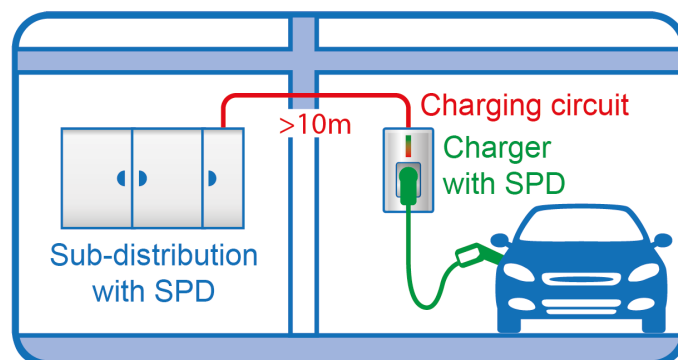 Charging circuit
>10m
Charger
with SPD
Sub-distribution
with SPD